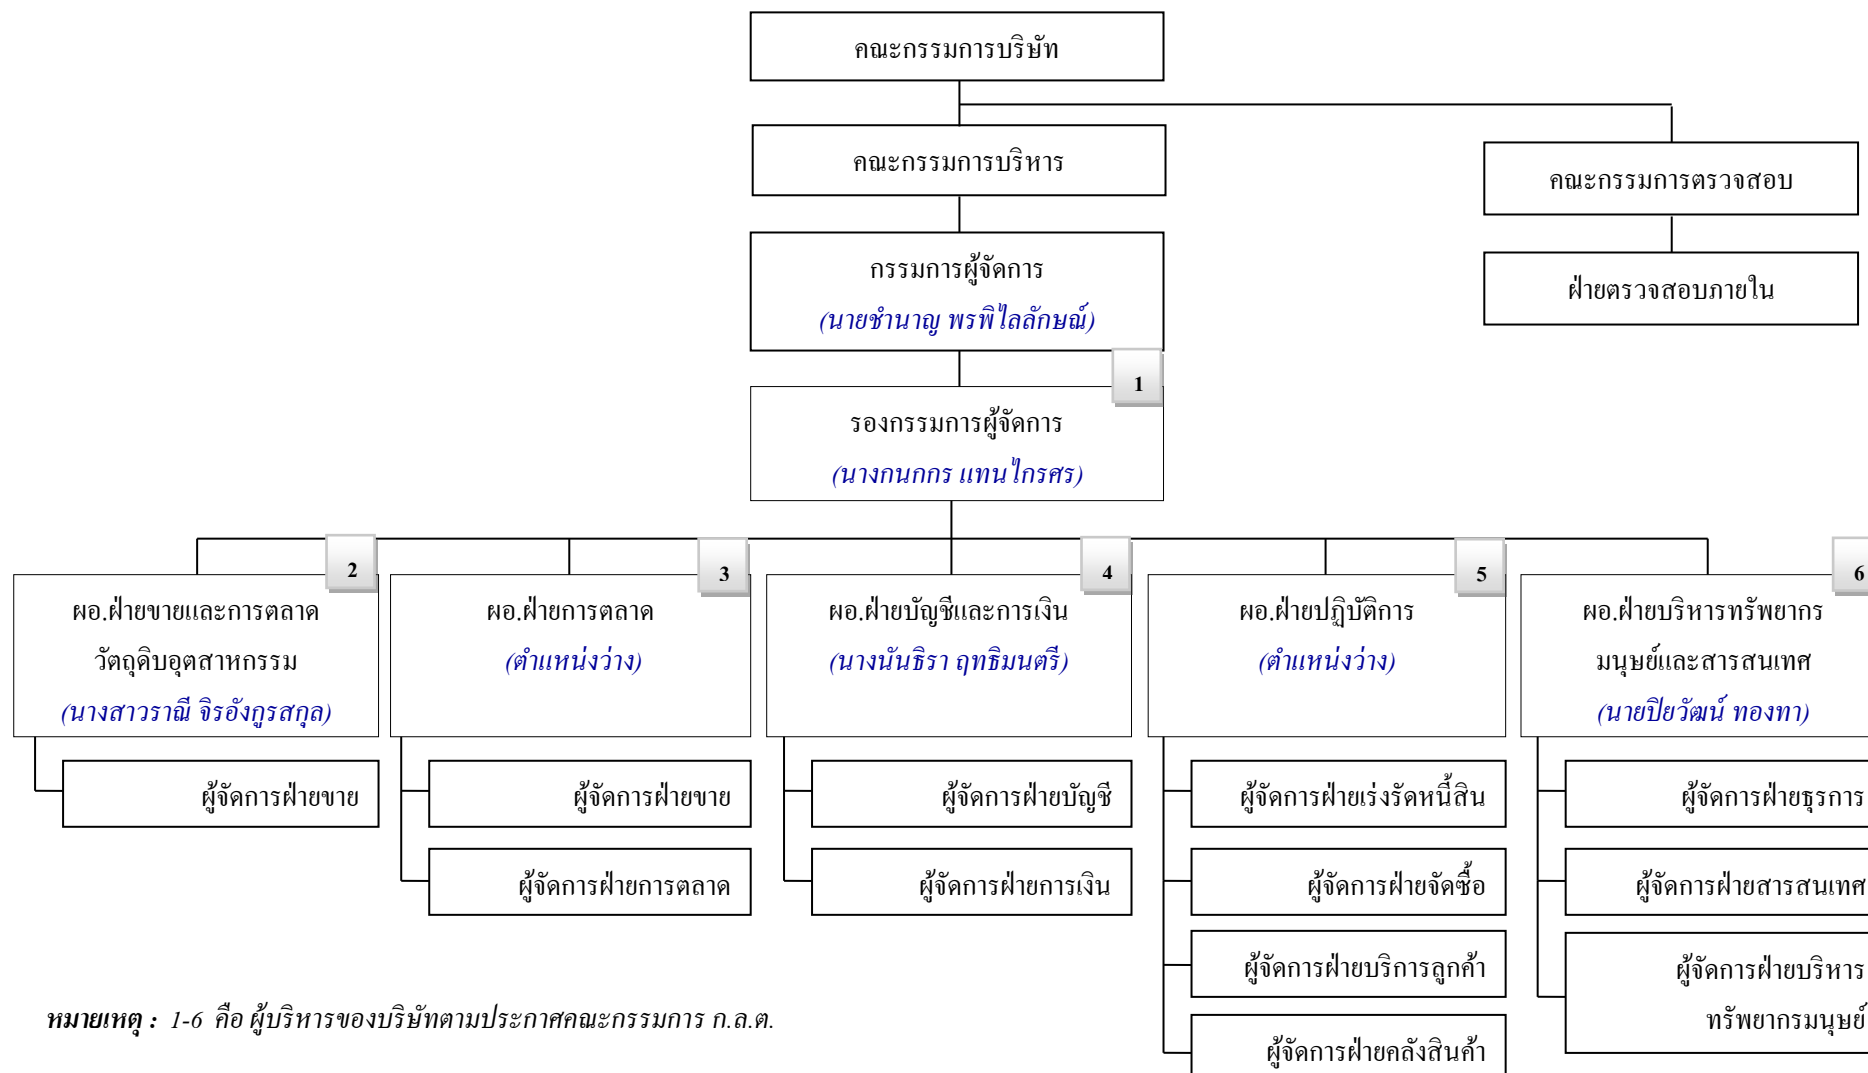 คณะกรรมการบริษัท
คณะกรรมการบริหาร
คณะกรรมการตรวจสอบ
กรรมการผู้จัดการ
(นายชำนาญ พรพิไลลักษณ์)
ฝ่ายตรวจสอบภายใน
1
รองกรรมการผู้จัดการ
(นางกนกกร แทนไกรศร)
2
ผอ.ฝ่ายขายและการตลาด
วัตถุดิบอุตสาหกรรม
(นางสาวราณี จิรอังกูรสกุล)
3
ผอ.ฝ่ายการตลาด
(ตำแหน่งว่าง)
4
ผอ.ฝ่ายบัญชีและการเงิน
(นางนันธิรา ฤทธิมนตรี)
5
ผอ.ฝ่ายปฏิบัติการ
(ตำแหน่งว่าง)
6
ผอ.ฝ่ายบริหารทรัพยากร
มนุษย์และสารสนเทศ
(นายปิยวัฒน์ ทองทา)
ผู้จัดการฝ่ายขาย
ผู้จัดการฝ่ายขาย
ผู้จัดการฝ่ายการตลาด
ผู้จัดการฝ่ายบัญชี
ผู้จัดการฝ่ายการเงิน
ผู้จัดการฝ่ายเร่งรัดหนี้สิน
ผู้จัดการฝ่ายจัดซื้อ
ผู้จัดการฝ่ายบริการลูกค้า
ผู้จัดการฝ่ายคลังสินค้า
ผู้จัดการฝ่ายธุรการ
ผู้จัดการฝ่ายสารสนเทศ
ผู้จัดการฝ่ายบริหาร
ทรัพยากรมนุษย์
หมายเหตุ : 1-6 คือ ผู้บริหารของบริษัทตามประกาศคณะกรรมการ ก.ล.ต.